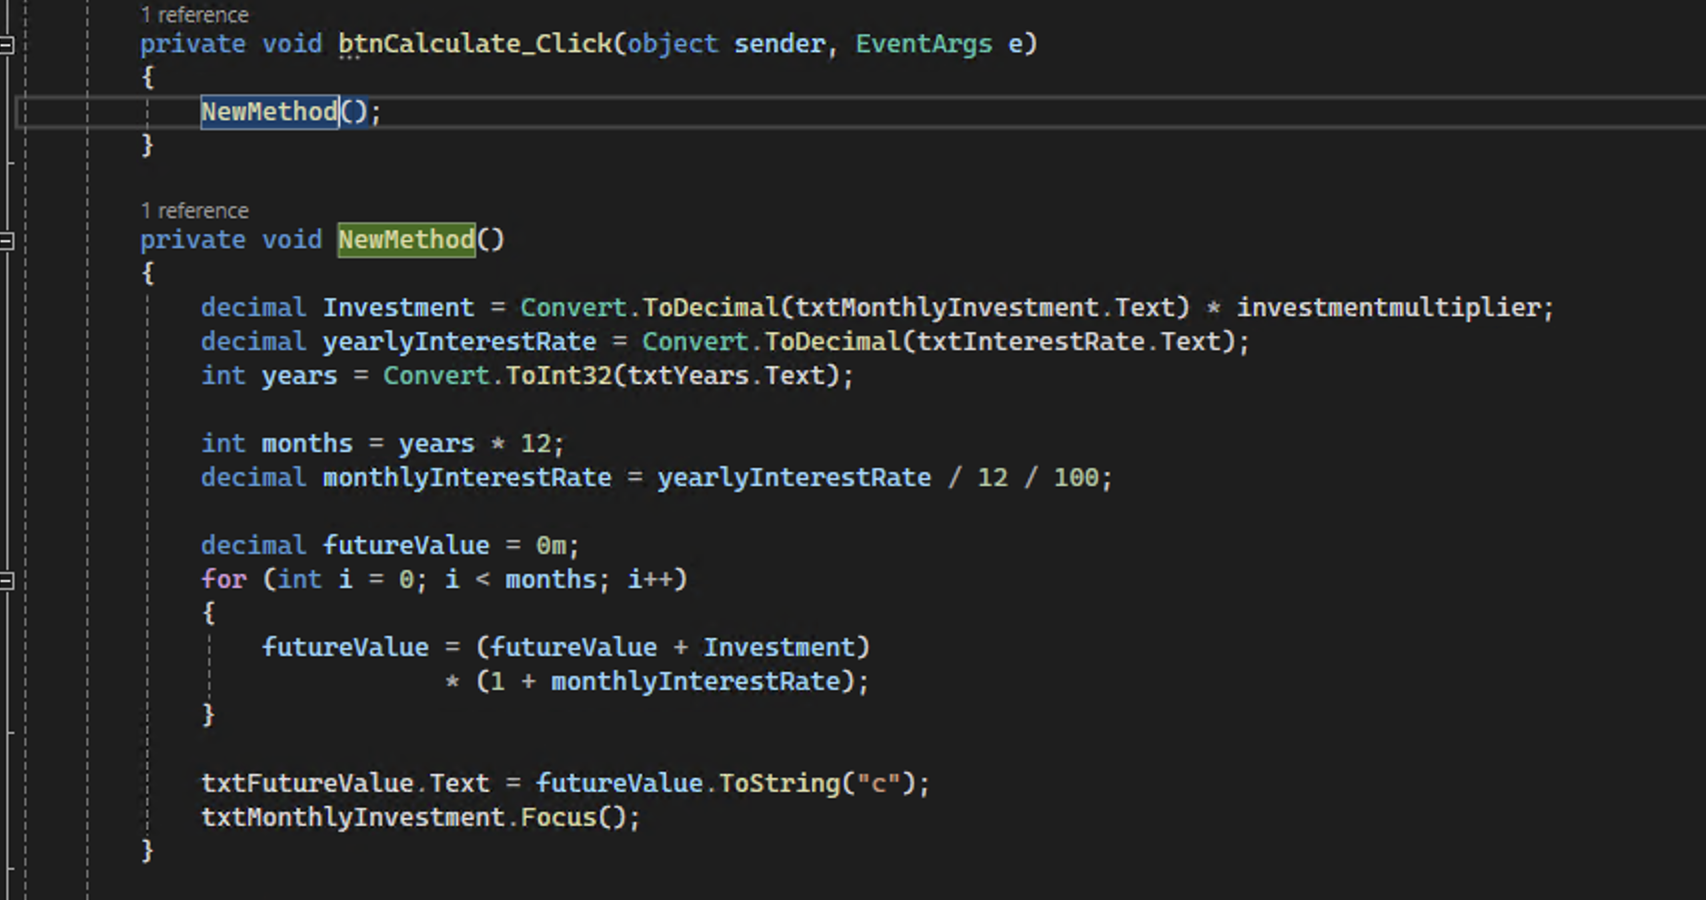 1 reference
private void btnCalculate_Click(object sender, EventArgs e)
{
NewMethod();
}
1 reference
private void NewMethod()
{
decimal Investment = Convert.ToDecimal(txtMonthlyInvestment.Text) * investmentmultiplier;
decimal yearlyInterestRate = Convert.ToDecimal(txtInterestRate.Text);
int years = Convert.ToInt32(txtYears.Text);
int months = years * 12;
decimal monthlyInterestRate = yearlyInterestRate / 12 / 100;
decimal futureValue = 0m;
for (int i = 0; i < months; i++)
{
futureValue = (futureValue + Investment)
* (1 + monthlyInterestRate);
}
txtFutureValue.Text = futureValue.ToString("c");
txtMonthlyInvestment.Focus();
}